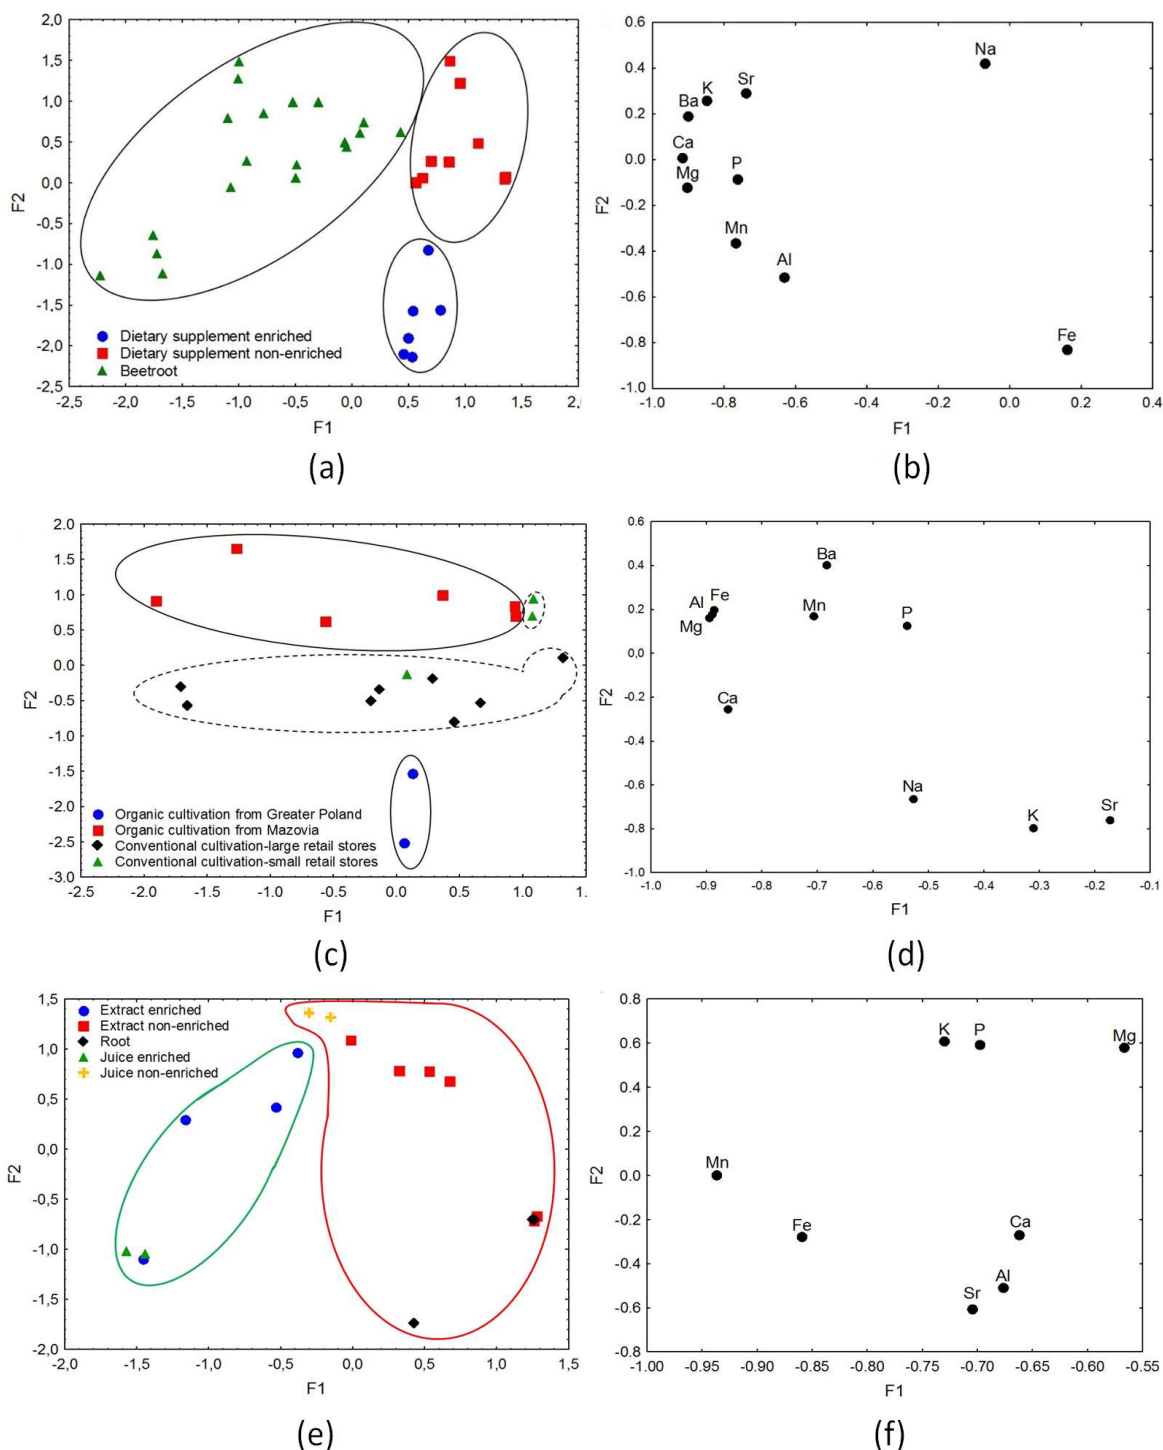 2,0
1,5
1,0
0,5
0,0
-0,5
-1,0
-1,5
-2,0
-2,5
F2
Dietary supplement enriched
Dietary supplement non-enriched
Beetroot
-2,5 -2,0 -1,5 -1,0 -0,5 0,0 0,5 1,0 1,5 2,
F1
(a)
0.6
0.4
0.2
0.0
-0.2
-0.4
-0.6
-0.8
-1.0
F2
Na
Sr
K
Ba
Ca
Mg
P
Mn
Al
Fe
-1.0 -0.8 -0.6 -0.4 -0.2 0.0 0.2 0.4
F1
(b)
2.0
1.5
1.0
0.5
0.0
-0.5
-1.0
-1.5
-2.0
-2.5
-3.0
F2
Organic cultivation from Greater Poland
Organic cultivation from Mazovia
Conventional cultivation-large retail stores
Conventional cultivation-small retail stores
-2.5 -2.0 -1.5 -1.0 -0.5 0.0 0.5 1.0 1.
F1
(c)
0.6
0.4
0.2
0.0
-0.2
-0.4
-0.6
-0.8
-1.0
F2
Ba
Al Fe
Mg
Mn
P
Ca
Na
K
Sr
-1.0 -0.9 -0.8 -0.7 -0.6 -0.5 -0.4 -0.3 -0.2 -0.1
F1
(d)
1,5
1,0
0,5
0,0
-0,5
-1,0
-1,5
-2,0
F2
Extract enriched
Extract non-enriched
Root
Juice enriched
Juice non-enriched
-2,0 -1,5 -1,0 -0,5 0,0 0,5 1,0 1,5
F1
(e)
0.8
0.6
0.4
0.2
0.0
-0.2
-0.4
-0.6
-0.8
F2
K P Mg
Mn
Fe
Ca
Al
Sr
-1.00 -0.95 -0.90 -0.85 -0.80 -0.75 -0.70 -0.65 -0.60 -0.55
F1
(f)